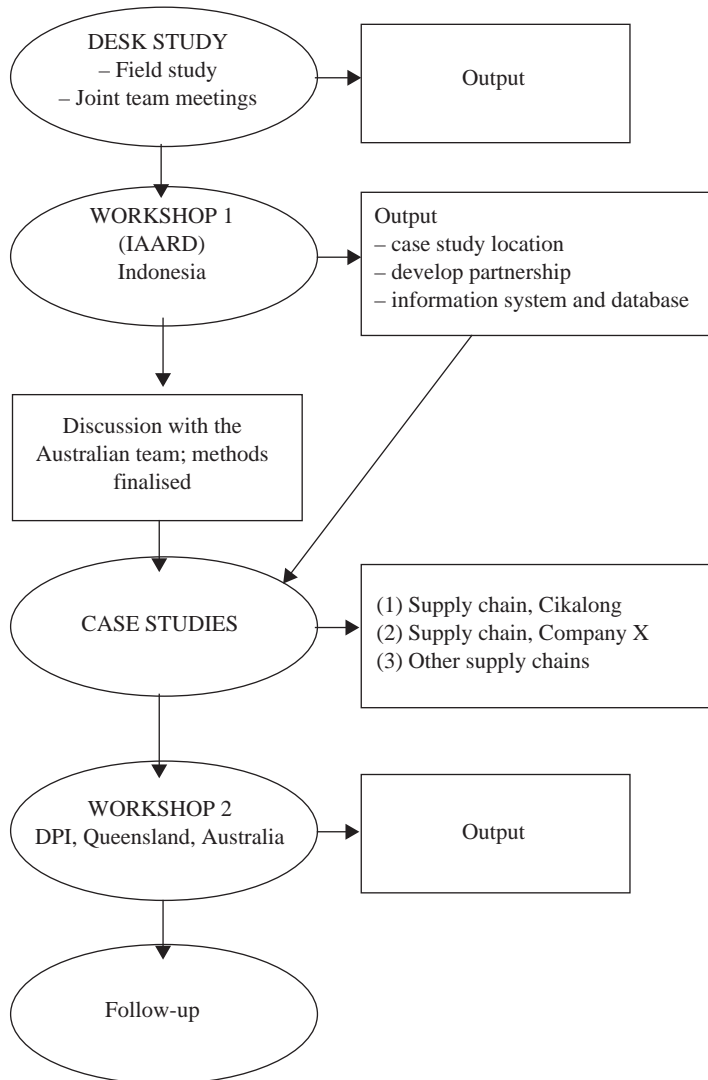 DESK STUDY
– Field study
– Joint team meetings
Output
WORKSHOP 1
(IAARD)
Indonesia
Output
– case study location
– develop partnership
– information system and database
Discussion with the
Australian team; methods
finalised
CASE STUDIES
(1) Supply chain, Cikalong
(2) Supply chain, Company X
(3) Other supply chains
WORKSHOP 2
DPI, Queensland, Australia
Output
Follow-up